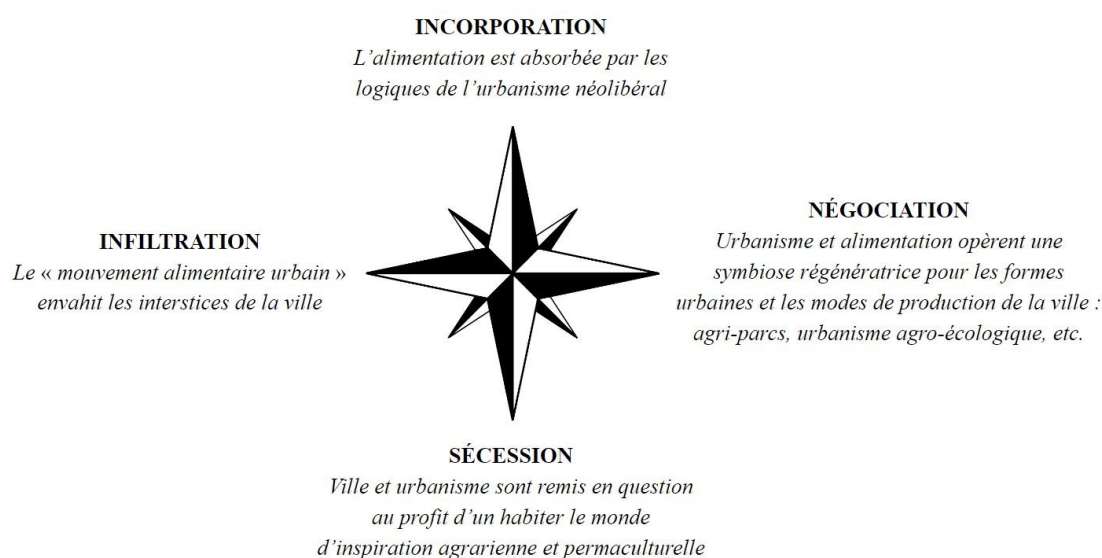 INCORPORATION
L’alimentation est absorbée par les
logiques de l’urbanisme néolibéral
INFILTRATION
Le « mouvement alimentaire urbain »
envahit les interstices de la ville
NÉGOCIATION
Urbanisme et alimentation opèrent une
symbiose régénératrice pour les formes
urbaines et les modes de production de la ville :
agri-parcs, urbanisme agro-écologique, etc.
SÉCESSION
Ville et urbanisme sont remis en question
au profit d’un habiter le monde
d’inspiration agrarienne et permaculturelle